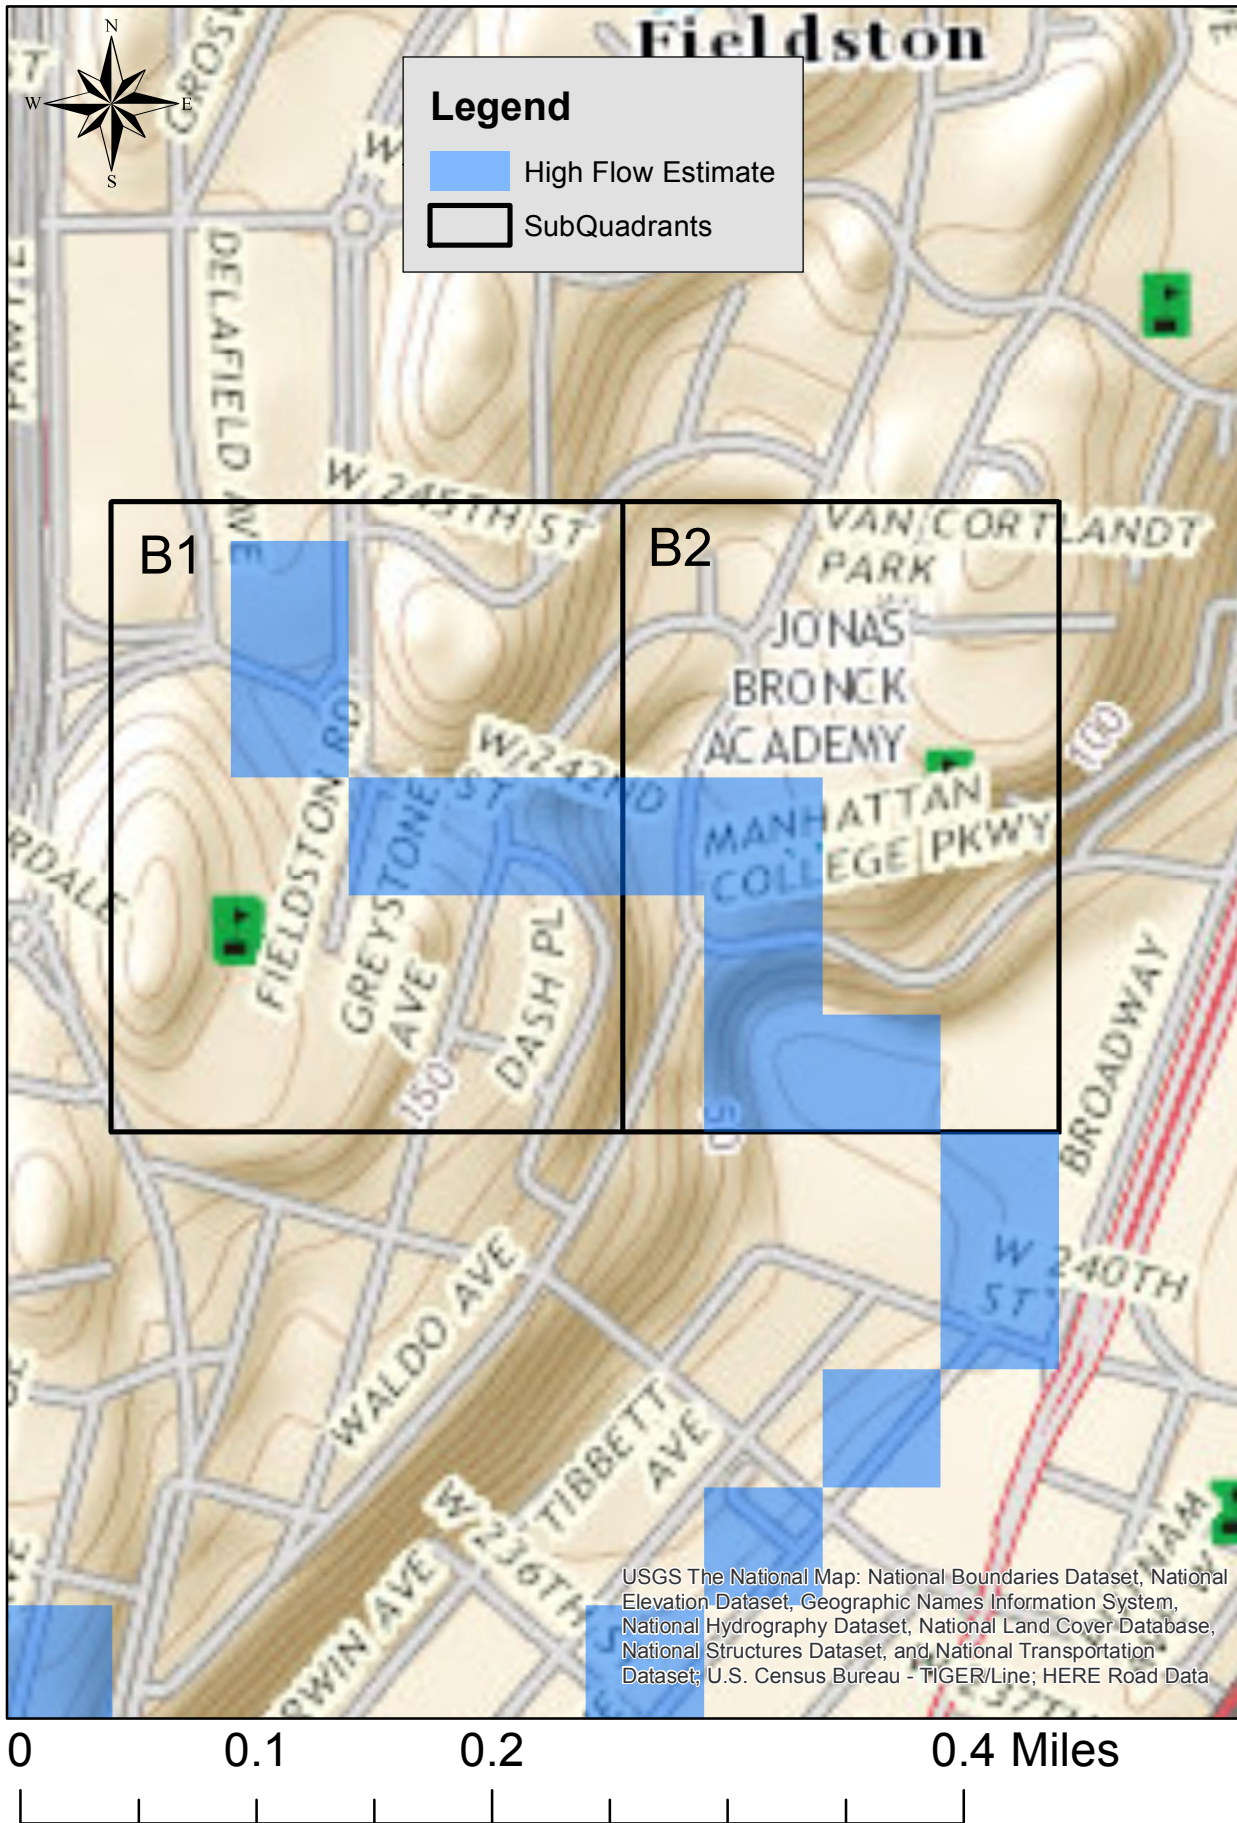 Fieldston
N
W
E
S
Legend
High Flow Estimate
SubQuadrants
DELAFIELD AVE
W 245TH ST
B1
B2
VAN CORTLANDT
PARK
JONAS
BRONCK
ACADEMY
W 242ND
ST
MANHATTAN
COLLEGE PKWY
100
FIELDSTON RD
GREYSTONE
AVE
DASH PL
150
50
BROADWAY
W 240TH
ST
WALDO AVE
TIBBETT
AVE
W 236TH
USGS The National Map: National Boundaries Dataset, National
Elevation Dataset, Geographic Names Information System,
National Hydrography Dataset, National Land Cover Database,
National Structures Dataset, and National Transportation
Dataset; U.S. Census Bureau - TIGER/Line; HERE Road Data
0 0.1 0.2 0.4 Miles